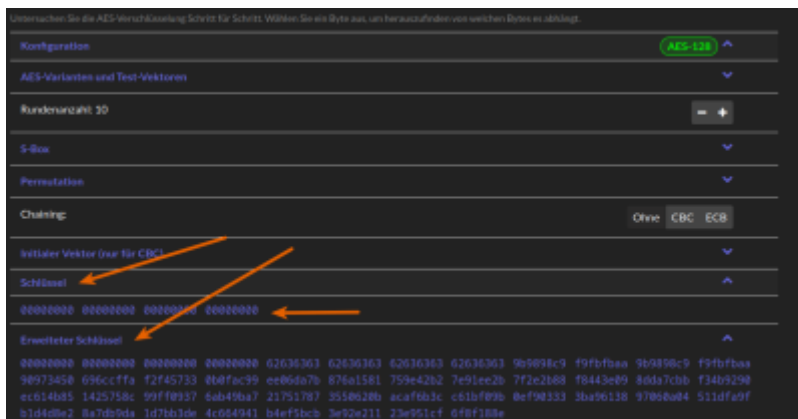 Untersuchen Sie die AES-Verschlüsselung Schritt für Schritt. Wählen Sie ein Byte aus, um herauszufinden von welchen Bytes es abhängt.
Konfiguration AES-128
AES-Varianten und Test-Vektoren
Rundenanzahl: 10 − +
S-Box
Permutation
Chaining: Ohne CBC ECB
Initialer Vektor (nur für CBC)
Schlüssel
00000000 00000000 00000000 00000000
Erweiterter Schlüssel
00000000 00000000 00000000 00000000 62636363 62636363 62636363 62636363 9b9898c9 f9fbfbaa 9b9898c9 f9fbfbaa
90973450 696ccffa f2f45733 0b0fac99 ee06da7b 876a1581 759e42b2 7e91ee2b 7f2e2b88 f8443e09 8dda7cbb f34b9290
ec614b85 1425758c 99ff0937 6ab49ba7 21751787 3550620b acaf6b3c c61bf09b 0ef90333 3ba96138 97060a04 511dfa9f
b1d4d8e2 8a7db9da 1d7bb3de 4c664941 b4ef5bcb 3e92e211 23e951cf 6f8f188e